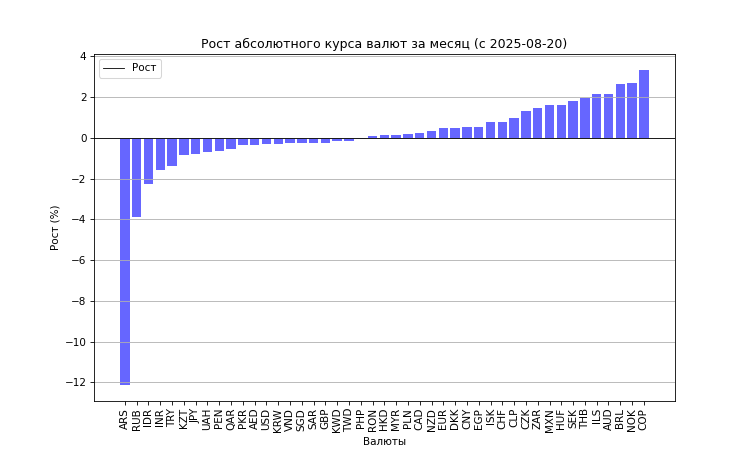 Рост абсолютного курса валют за месяц (с 2025-08-20)
Рост
4
2
0
−2
−4
−6
−8
−10
−12
Рост (%)
ARS
RUB
IDR
INR
TRY
KZT
JPY
UAH
PEN
QAR
PKR
AED
USD
KRW
VND
SGD
SAR
GBP
KWD
TWD
PHP
RON
HKD
MYR
PLN
CAD
NZD
EUR
DKK
CNY
EGP
ISK
CHF
CLP
CZK
ZAR
MXN
HUF
SEK
THB
ILS
AUD
BRL
NOK
COP
Валюты